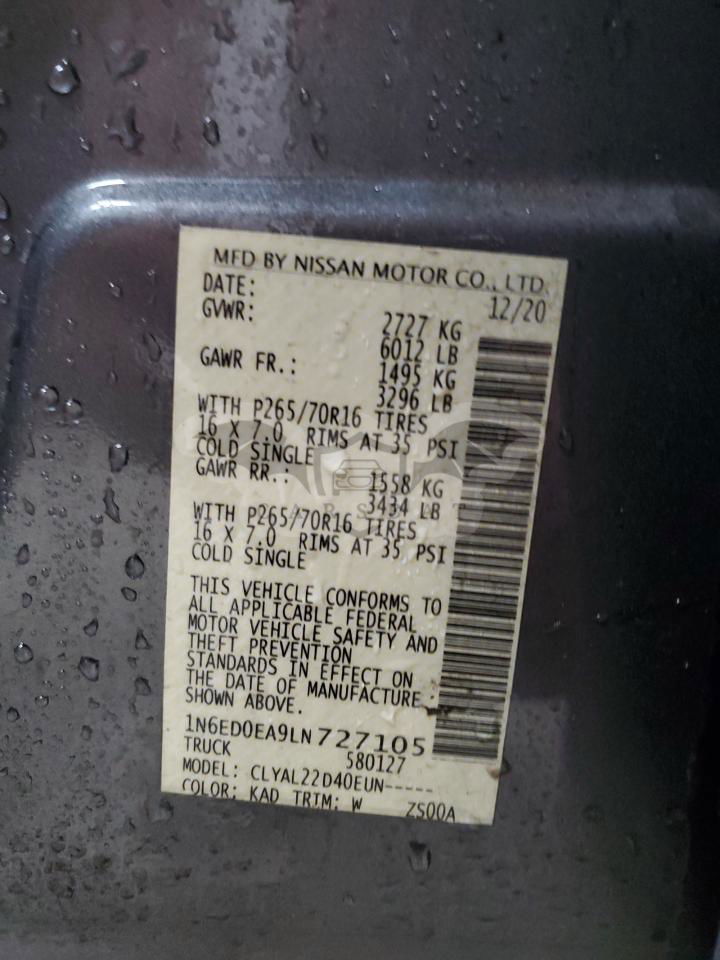 MFD BY NISSAN MOTOR CO., LTD.
DATE: 12/20
GVWR: 2727 KG
6012 LB
GAWR FR.: 1495 KG
3296 LB
WITH P265/70R16 TIRES
16 X 7.0 RIMS AT 35 PSI
COLD SINGLE
GAWR RR.: 1558 KG
3434 LB
WITH P265/70R16 TIRES
16 X 7.0 RIMS AT 35 PSI
COLD SINGLE
THIS VEHICLE CONFORMS TO
ALL APPLICABLE FEDERAL
MOTOR VEHICLE SAFETY AND
THEFT PREVENTION
STANDARDS IN EFFECT ON
THE DATE OF MANUFACTURE
SHOWN ABOVE.
1N6ED0EA9LN727105
TRUCK 580127
MODEL: CLYAL22D40EUN-----
COLOR: KAD TRIM: W ZS00A